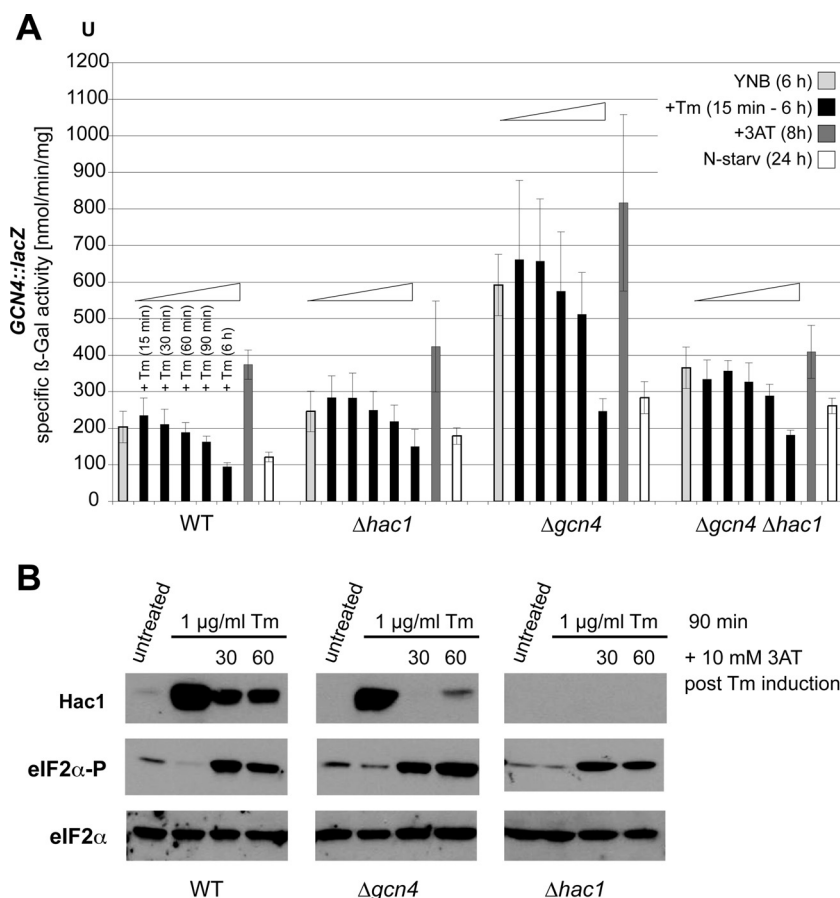 A
U
1200
1100
1000
900
800
700
600
500
400
300
200
100
0
GCN4::lacZ
specific ß-Gal activity [nmol/min/mg]
YNB (6 h)
+Tm (15 min - 6 h)
+3AT (8h)
N-starv (24 h)
+ Tm (15 min)
+ Tm (30 min)
+ Tm (60 min)
+ Tm (90 min)
+ Tm (6 h)
WT
Δhac1
Δgcn4
Δgcn4 Δhac1
B
untreated
1 µg/ml Tm
30 60
untreated
1 µg/ml Tm
30 60
untreated
1 µg/ml Tm
30 60
90 min
+ 10 mM 3AT
post Tm induction
Hac1
eIF2α-P
eIF2α
WT
Δgcn4
Δhac1